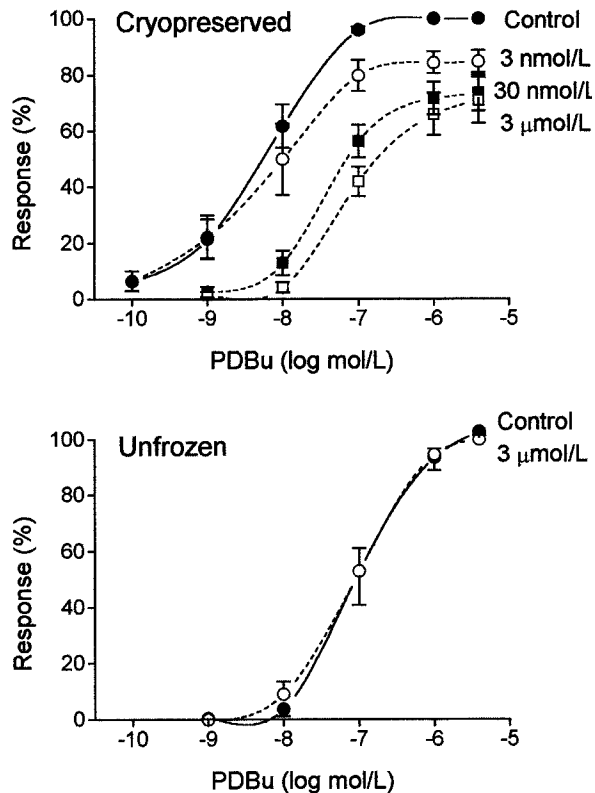 Cryopreserved
Control
3 nmol/L
30 nmol/L
3 μmol/L
Response (%)
100
80
60
40
20
0
-10 -9 -8 -7 -6 -5
PDBu (log mol/L)
Unfrozen
Control
3 μmol/L
Response (%)
100
80
60
40
20
0
-10 -9 -8 -7 -6 -5
PDBu (log mol/L)